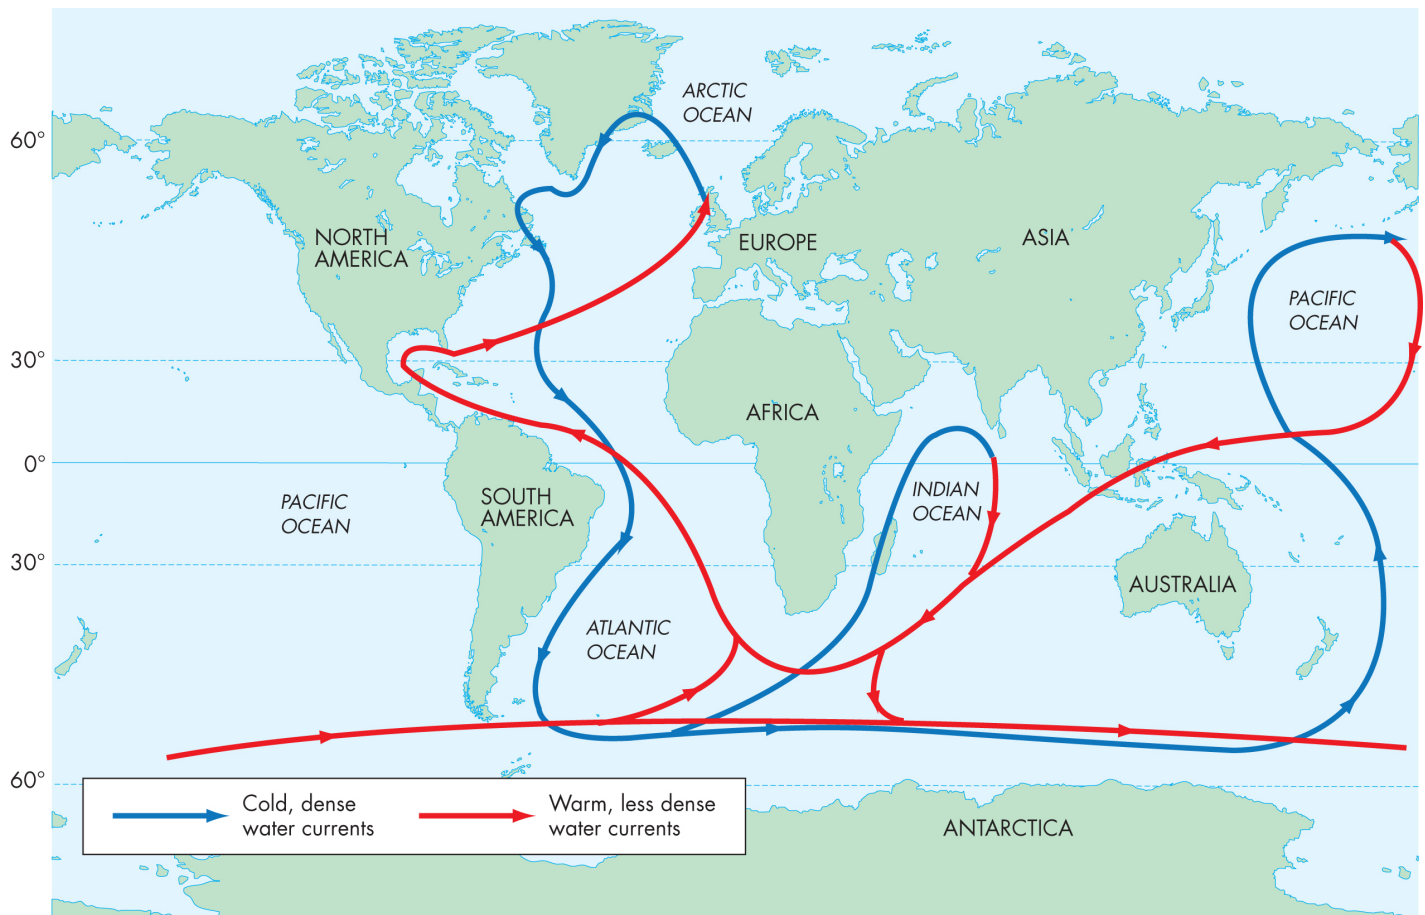 ARCTIC
OCEAN
60°
NORTH
AMERICA
EUROPE
ASIA
PACIFIC
OCEAN
30°
AFRICA
0°
PACIFIC
OCEAN
SOUTH
AMERICA
INDIAN
OCEAN
30°
AUSTRALIA
ATLANTIC
OCEAN
60°
Cold, dense
water currents
Warm, less dense
water currents
ANTARCTICA